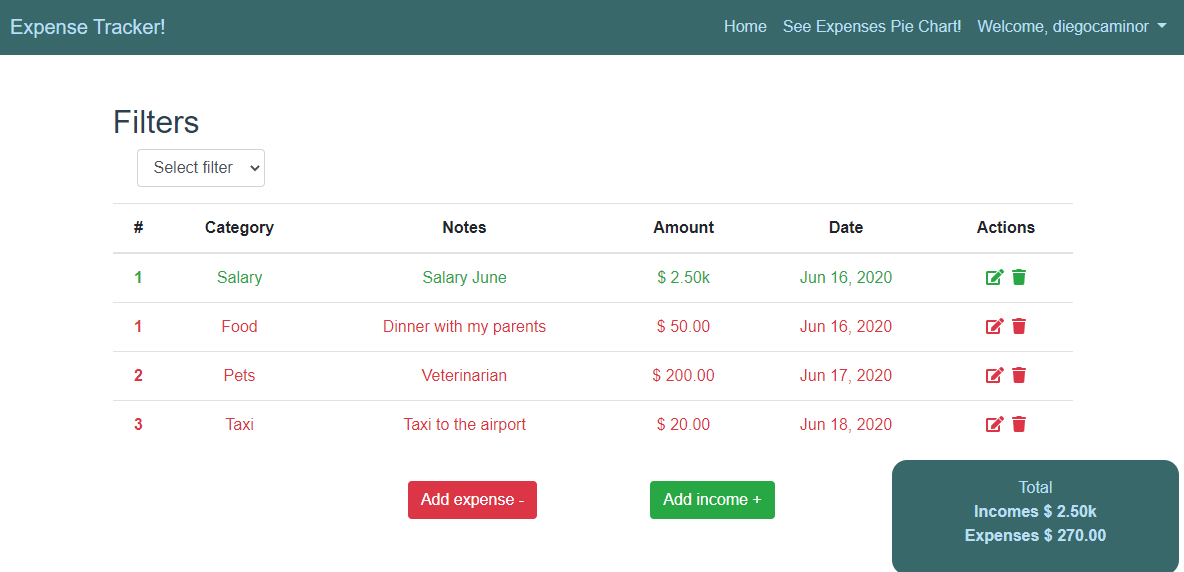 Expense Tracker! Home See Expenses Pie Chart! Welcome, diegocaminor
Filters
Select filter
# Category Notes Amount Date Actions
1 Salary Salary June $ 2.50k Jun 16, 2020
1 Food Dinner with my parents $ 50.00 Jun 16, 2020
2 Pets Veterinarian $ 200.00 Jun 17, 2020
3 Taxi Taxi to the airport $ 20.00 Jun 18, 2020
Add expense - Add income +
Total
Incomes $ 2.50k
Expenses $ 270.00